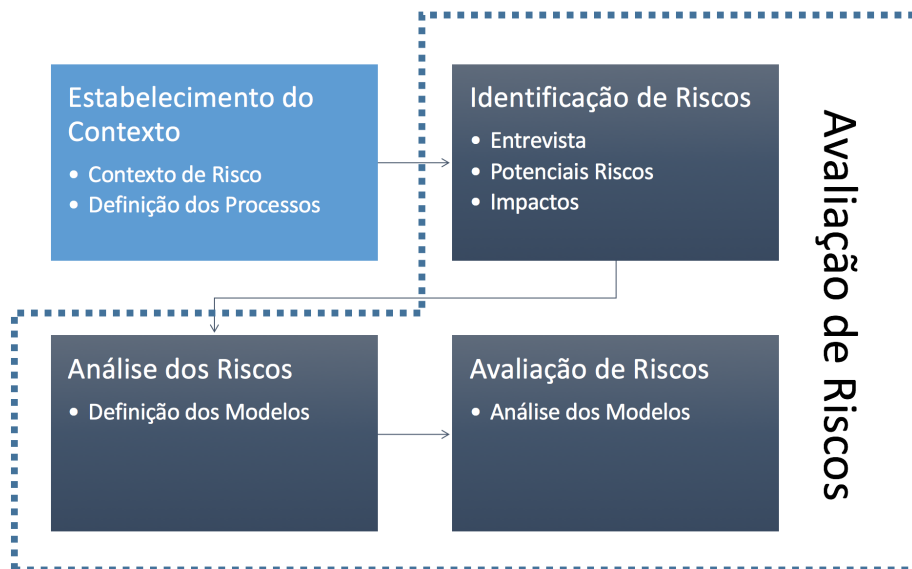 Estabelecimento do
Contexto
• Contexto de Risco
• Definição dos Processos
Identificação de Riscos
• Entrevista
• Potenciais Riscos
• Impactos
Análise dos Riscos
• Definição dos Modelos
Avaliação de Riscos
• Análise dos Modelos
Avaliação de Riscos